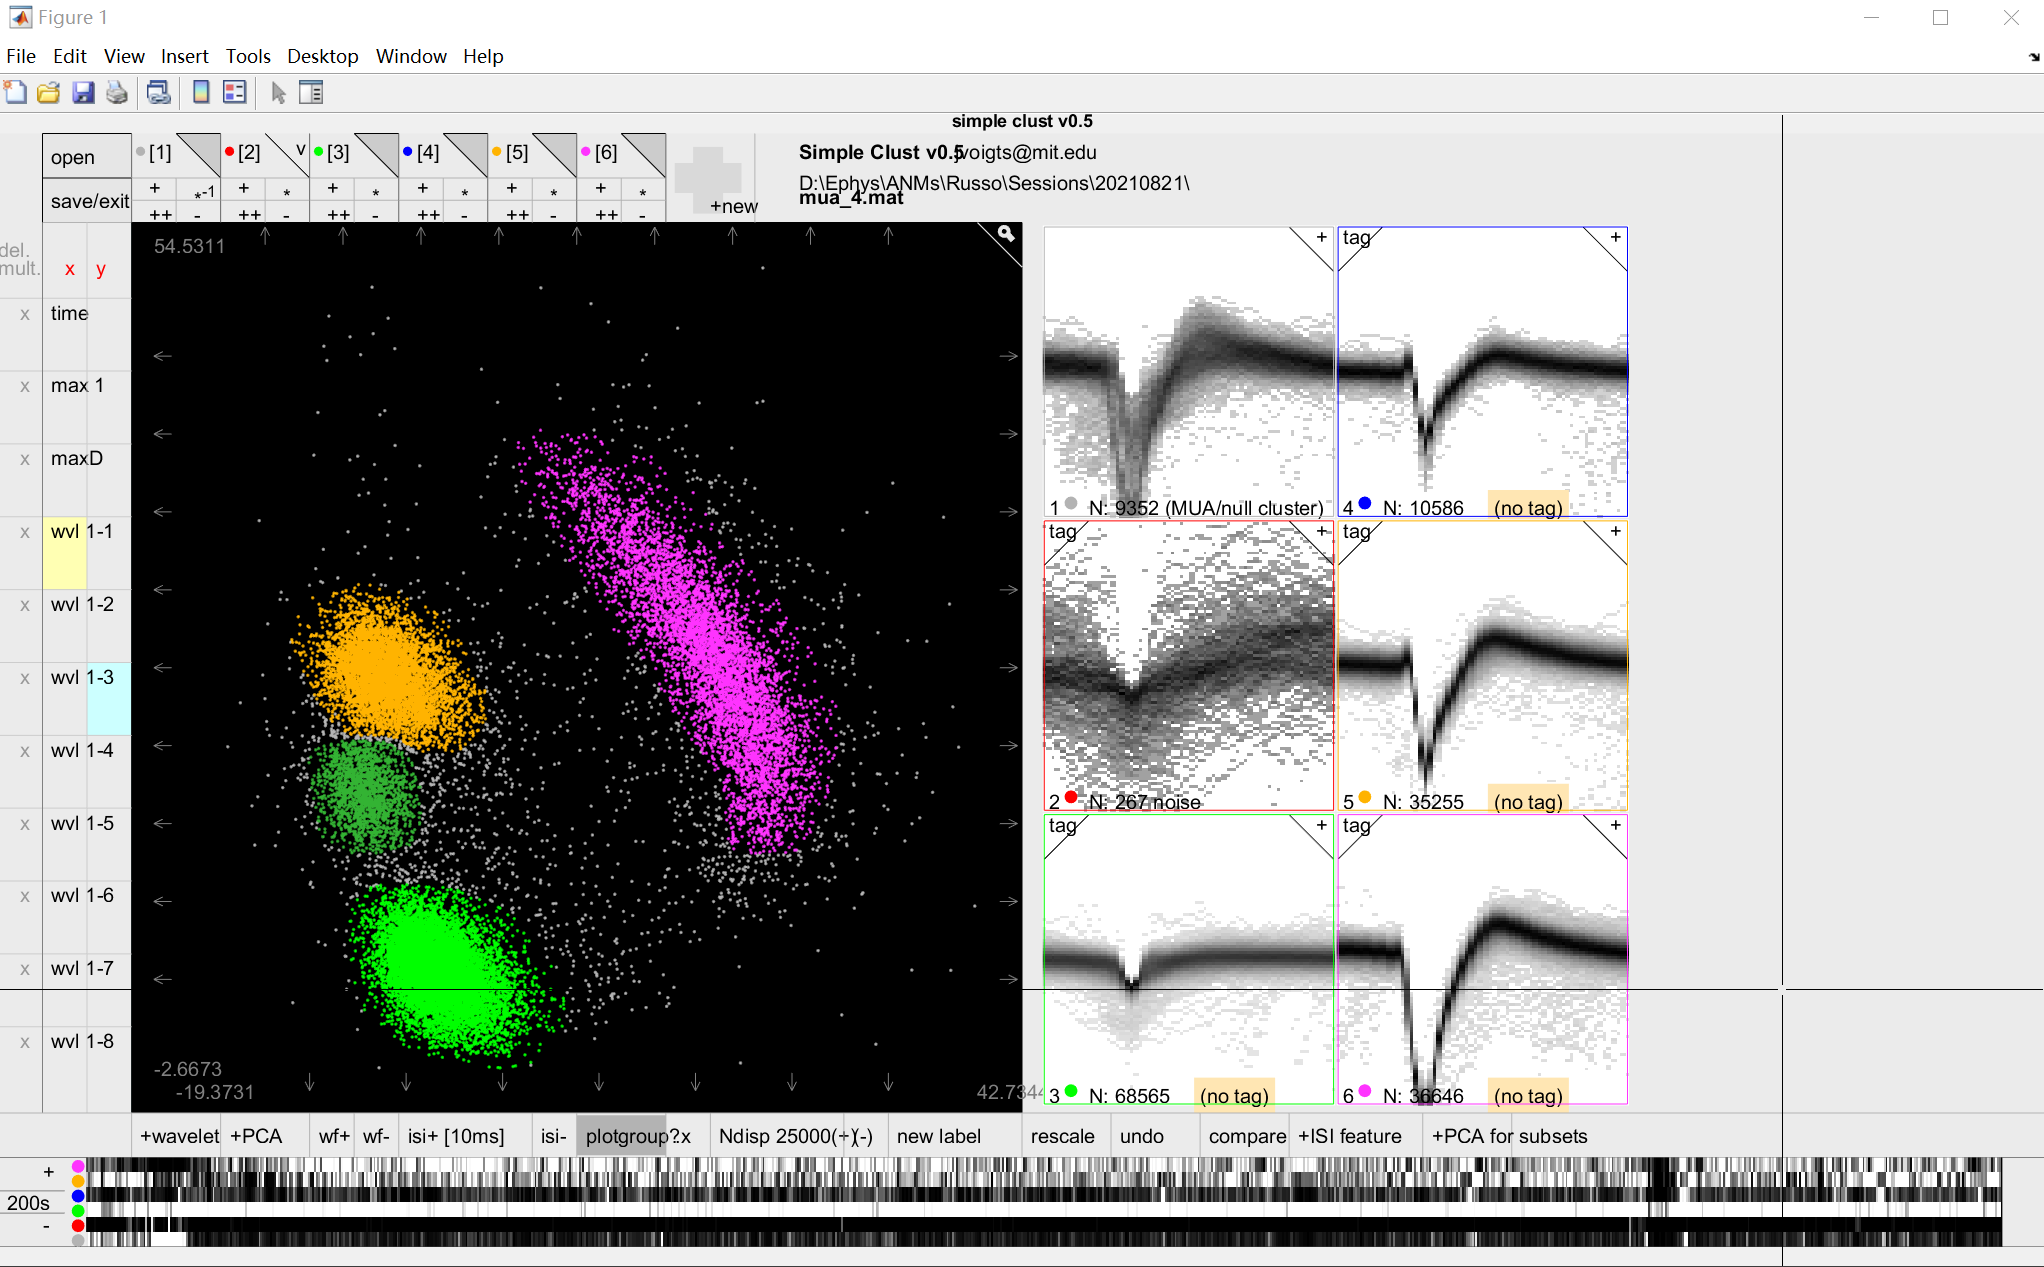 Figure 1
File Edit View Insert Tools Desktop Window Help
simple clust v0.5
open
[1] [2] v [3] [4] [5] [6]
Simple Clust v0.5 jvoigts@mit.edu
D:\Ephys\ANMs\Russo\Sessions\20210821\
mua_4.mat
save/exit
+ *-1 + * + * + * + * + *
++ - ++ - ++ - ++ - ++ - ++ -
+new
del.
mult.
x y
x time
x max 1
x maxD
x wvl 1-1
x wvl 1-2
x wvl 1-3
x wvl 1-4
x wvl 1-5
x wvl 1-6
x wvl 1-7
x wvl 1-8
54.5311
-2.6673
-19.3731
42.7344
+
1 N: 9352 (MUA/null cluster)
tag +
4 N: 10586 (no tag)
tag +
2 N: 267 noise
tag +
5 N: 35255 (no tag)
tag +
3 N: 68565 (no tag)
tag +
6 N: 36646 (no tag)
+wavelet +PCA wf+ wf- isi+ [10ms] isi- plotgroup?x Ndisp 25000(+)(-) new label rescale undo compare +ISI feature +PCA for subsets
+
200s
-